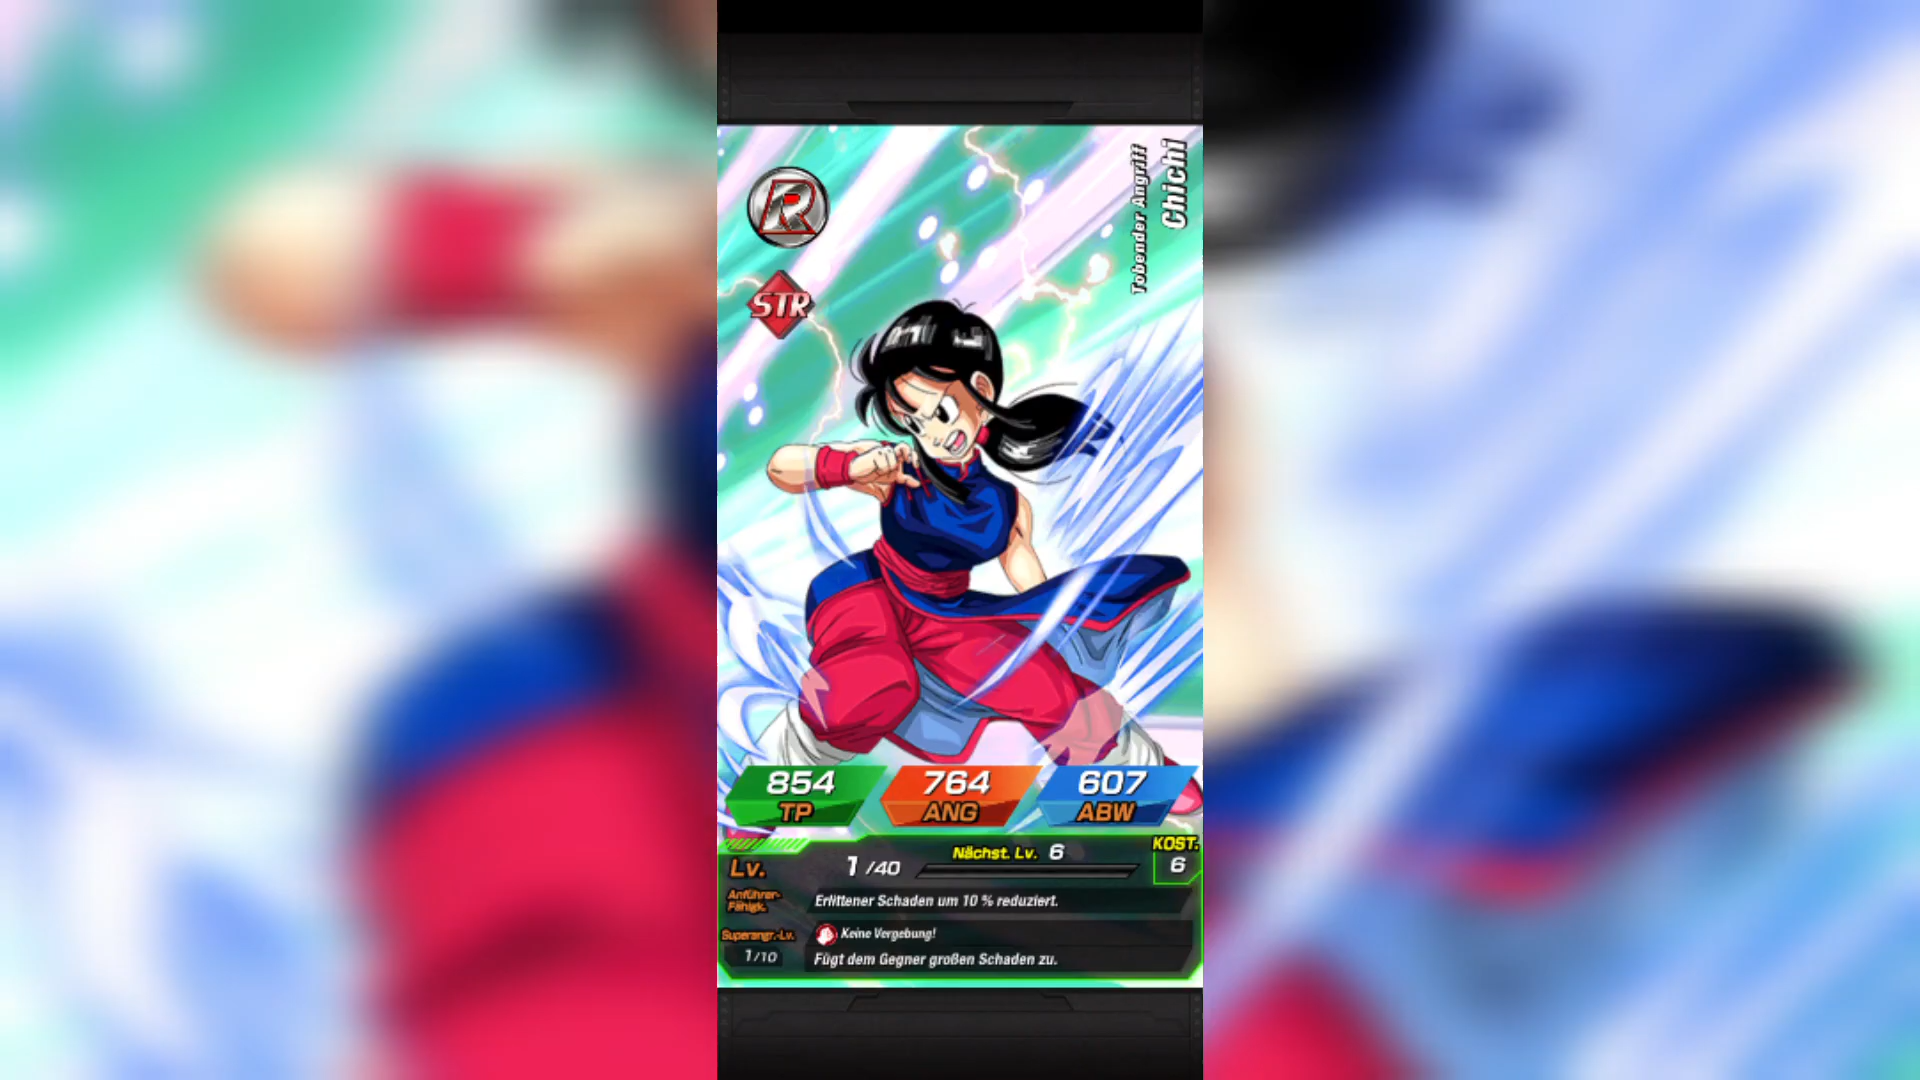 R
Tobender Angriff
Chichi
STR
854
TP
764
ANG
607
ABW
Lv.
1/40
Nächst. Lv. 6
KOST.
6
Anführer-
Fähigk.
Erlittener Schaden um 10 % reduziert.
Superangr.-Lv.
1/10
Keine Vergebung!
Fügt dem Gegner großen Schaden zu.